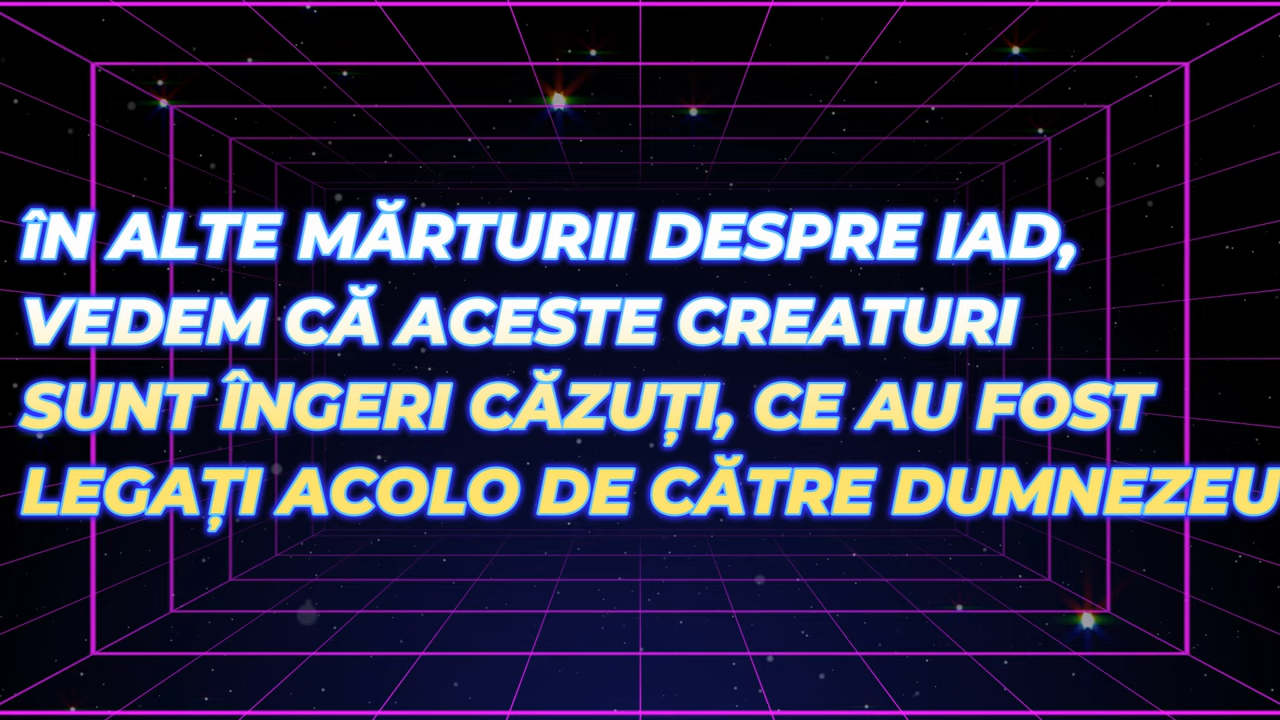 îN ALTE MĂRTURII DESPRE IAD,
VEDEM CĂ ACESTE CREATURI
SUNT ÎNGERI CĂZUȚI, CE AU FOST
LEGAȚI ACOLO DE CĂTRE DUMNEZEU